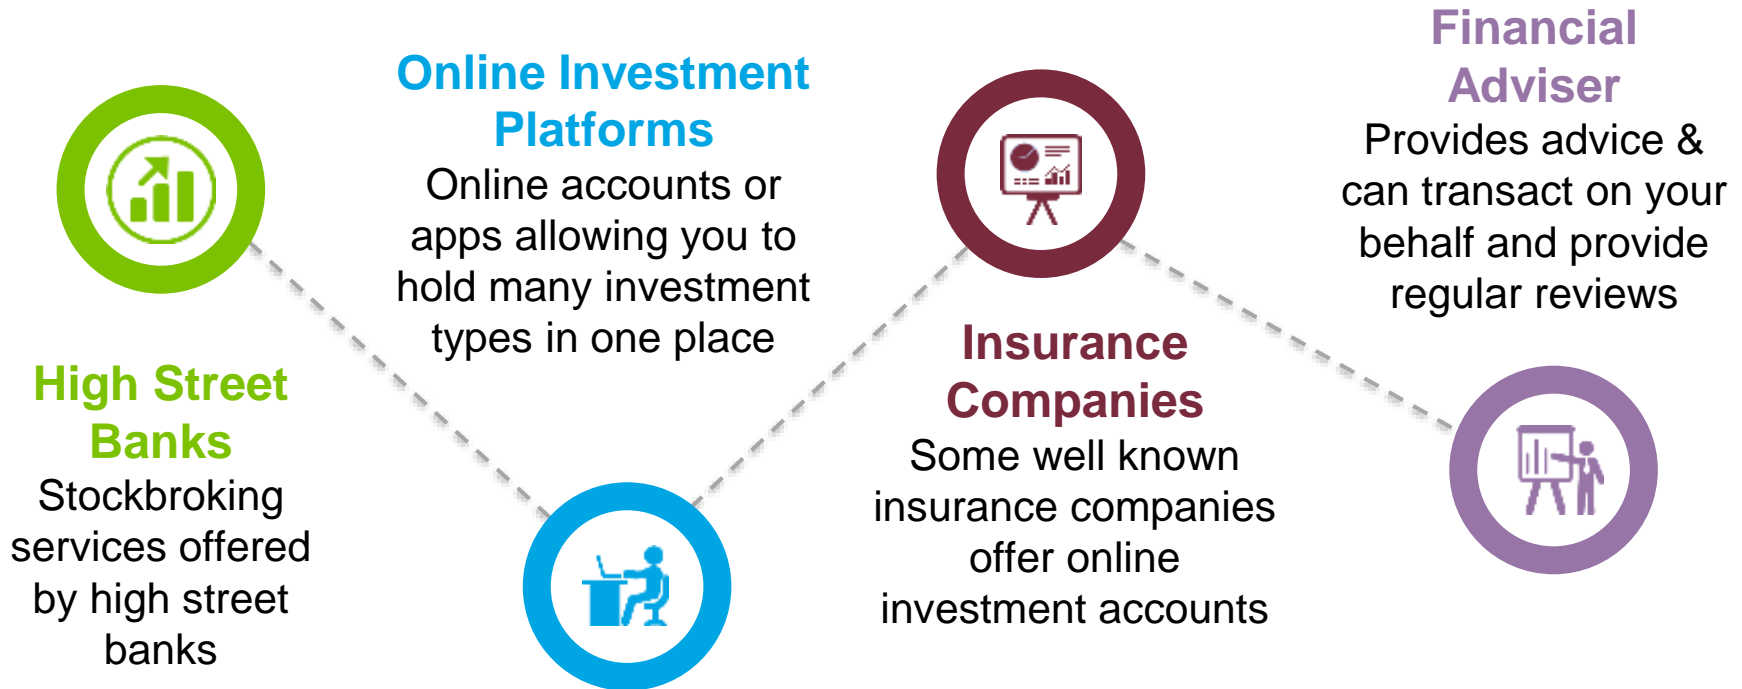 High Street
Banks
Stockbroking
services offered
by high street
banks
Online Investment
Platforms
Online accounts or
apps allowing you to
hold many investment
types in one place
Insurance
Companies
Some well known
insurance companies
offer online
investment accounts
Financial
Adviser
Provides advice &
can transact on your
behalf and provide
regular reviews